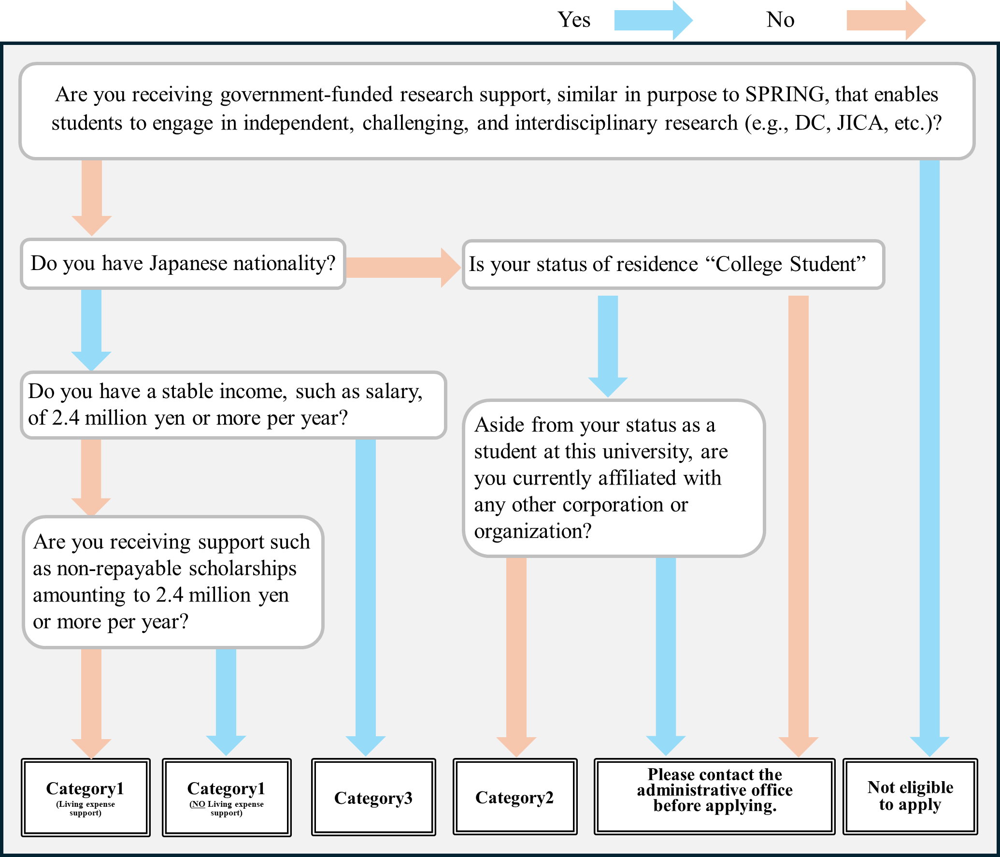 Yes
No
Are you receiving government-funded research support, similar in purpose to SPRING, that enables
students to engage in independent, challenging, and interdisciplinary research (e.g., DC, JICA, etc.)?
Do you have Japanese nationality?
Is your status of residence “College Student”
Do you have a stable income, such as salary,
of 2.4 million yen or more per year?
Aside from your status as a
student at this university, are
you currently affiliated with
any other corporation or
organization?
Are you receiving support such
as non-repayable scholarships
amounting to 2.4 million yen
or more per year?
Category1
(Living expense
support)
Category1
(NO Living expense
support)
Category3
Category2
Please contact the
administrative office
before applying.
Not eligible
to apply